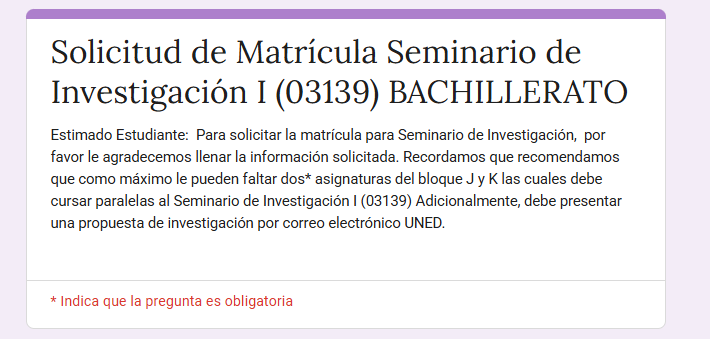 Solicitud de Matrícula Seminario de
Investigación I (03139) BACHILLERATO
Estimado Estudiante:  Para solicitar la matrícula para Seminario de Investigación,  por
favor le agradecemos llenar la información solicitada. Recordamos que recomendamos
que como máximo le pueden faltar dos* asignaturas del bloque J y K las cuales debe
cursar paralelas al Seminario de Investigación I (03139) Adicionalmente, debe presentar
una propuesta de investigación por correo electrónico UNED.
* Indica que la pregunta es obligatoria